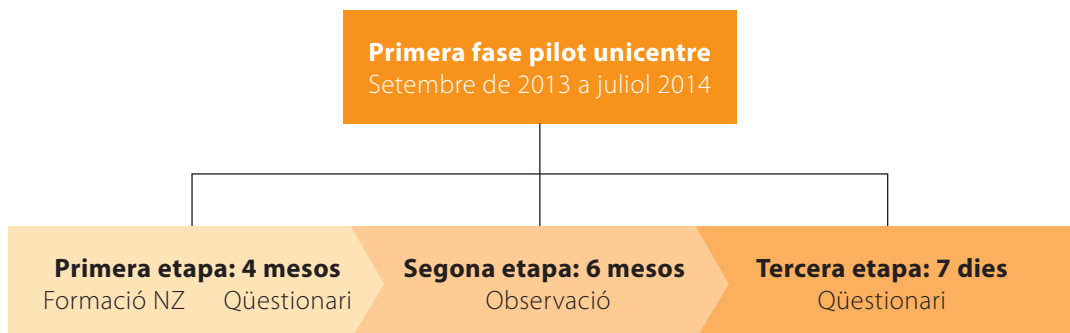 Primera fase pilot unicentre
Setembre de 2013 a juliol 2014
Primera etapa: 4 mesos
Formació NZ Qüestionari
Segona etapa: 6 mesos
Observació
Tercera etapa: 7 dies
Qüestionari